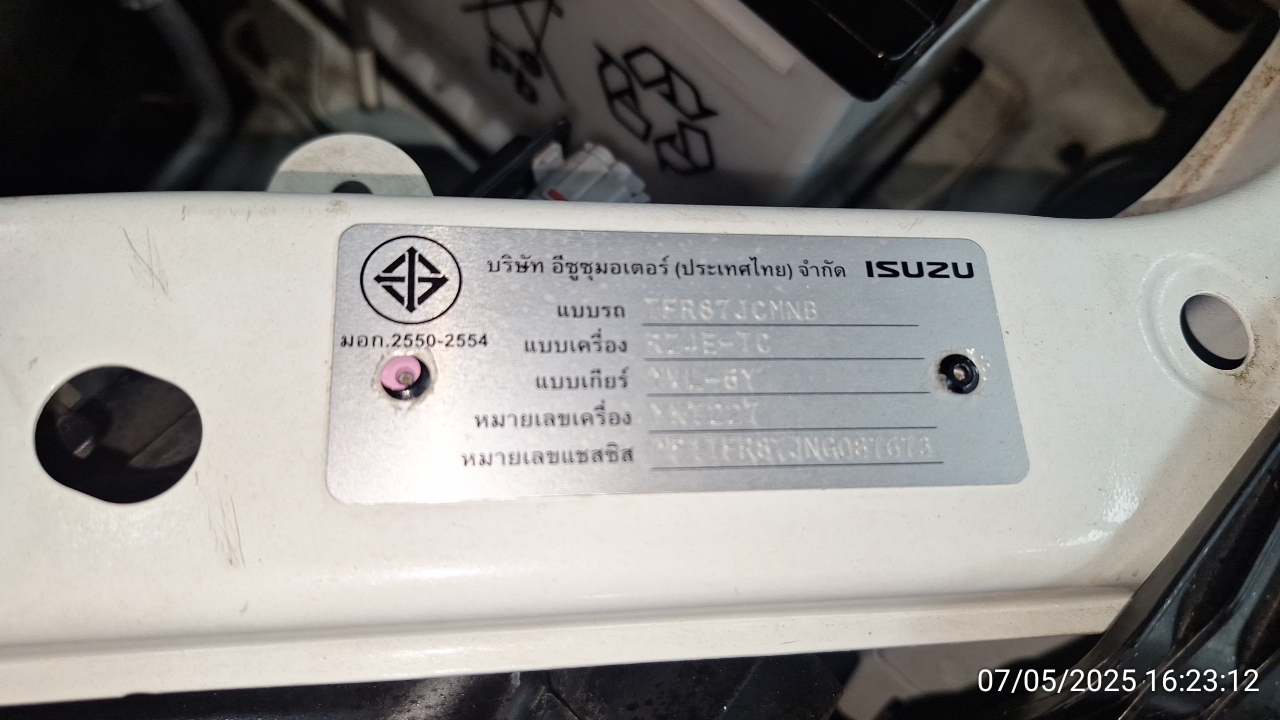 บริษัท อีซูซุมอเตอร์ (ประเทศไทย) จำกัด ISUZU
แบบรถ TFR87JCMNB
มอก.2550-2554
แบบเครื่อง RZ4E-TC
แบบเกียร์ MVL-6Y
หมายเลขเครื่อง
หมายเลขแชสซิส
07/05/2025 16:23:12